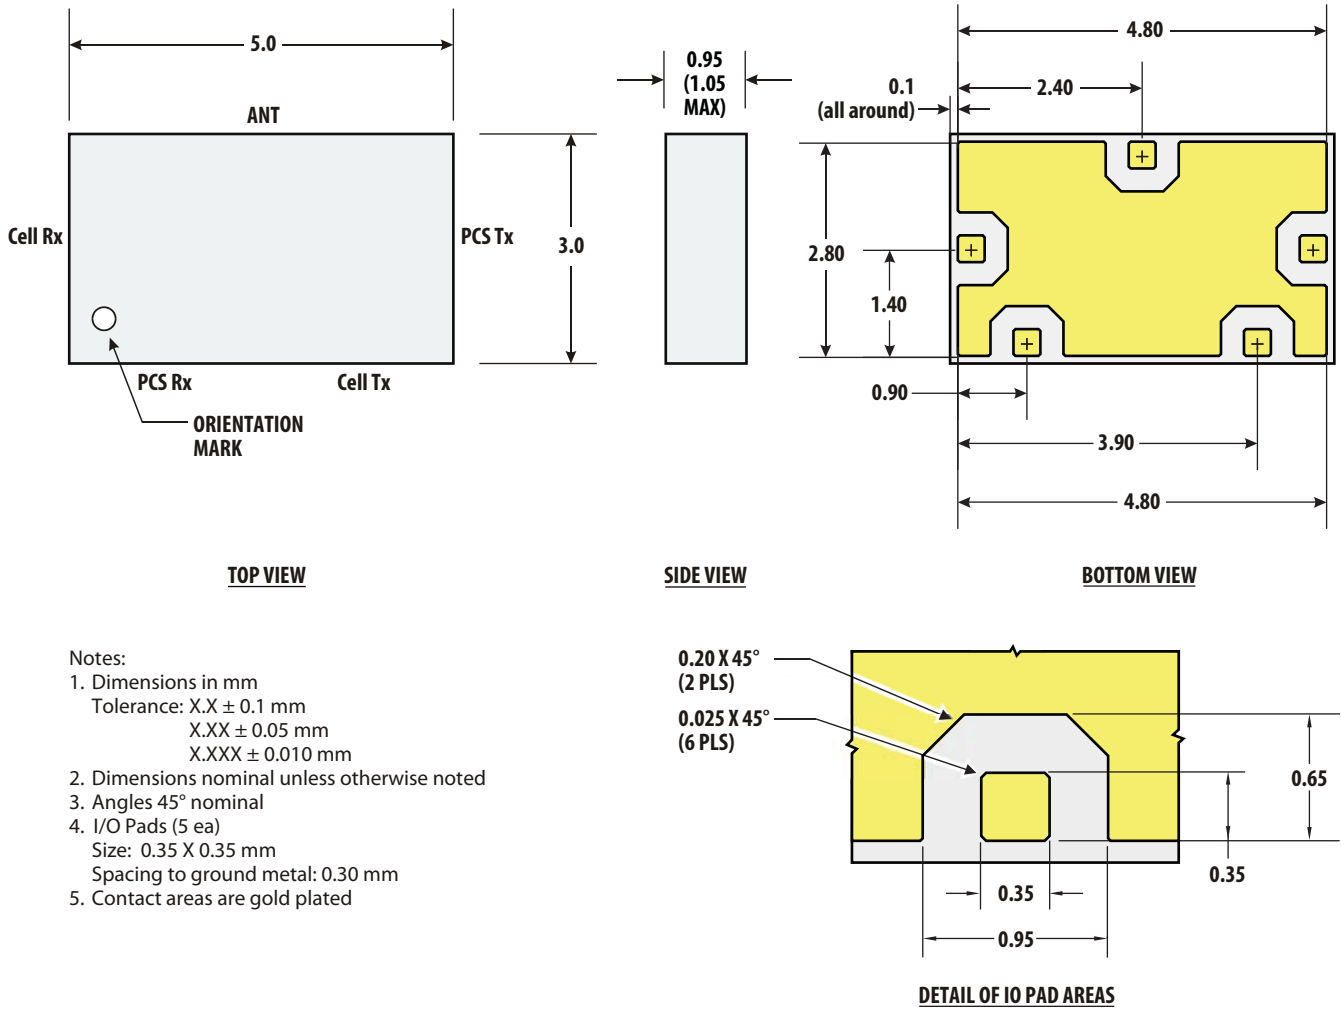 5.0
ANT
Cell Rx
PCS Tx
3.0
PCS Rx
Cell Tx
ORIENTATION
MARK
TOP VIEW
0.95
(1.05
MAX)
SIDE VIEW
4.80
2.40
0.1
(all around)
2.80
1.40
0.90
3.90
4.80
BOTTOM VIEW
Notes:
1. Dimensions in mm
Tolerance: X.X ± 0.1 mm
X.XX ± 0.05 mm
X.XXX ± 0.010 mm
2. Dimensions nominal unless otherwise noted
3. Angles 45° nominal
4. I/O Pads (5 ea)
Size: 0.35 X 0.35 mm
Spacing to ground metal: 0.30 mm
5. Contact areas are gold plated
0.20 X 45°
(2 PLS)
0.025 X 45°
(6 PLS)
0.65
0.35
0.35
0.95
DETAIL OF IO PAD AREAS